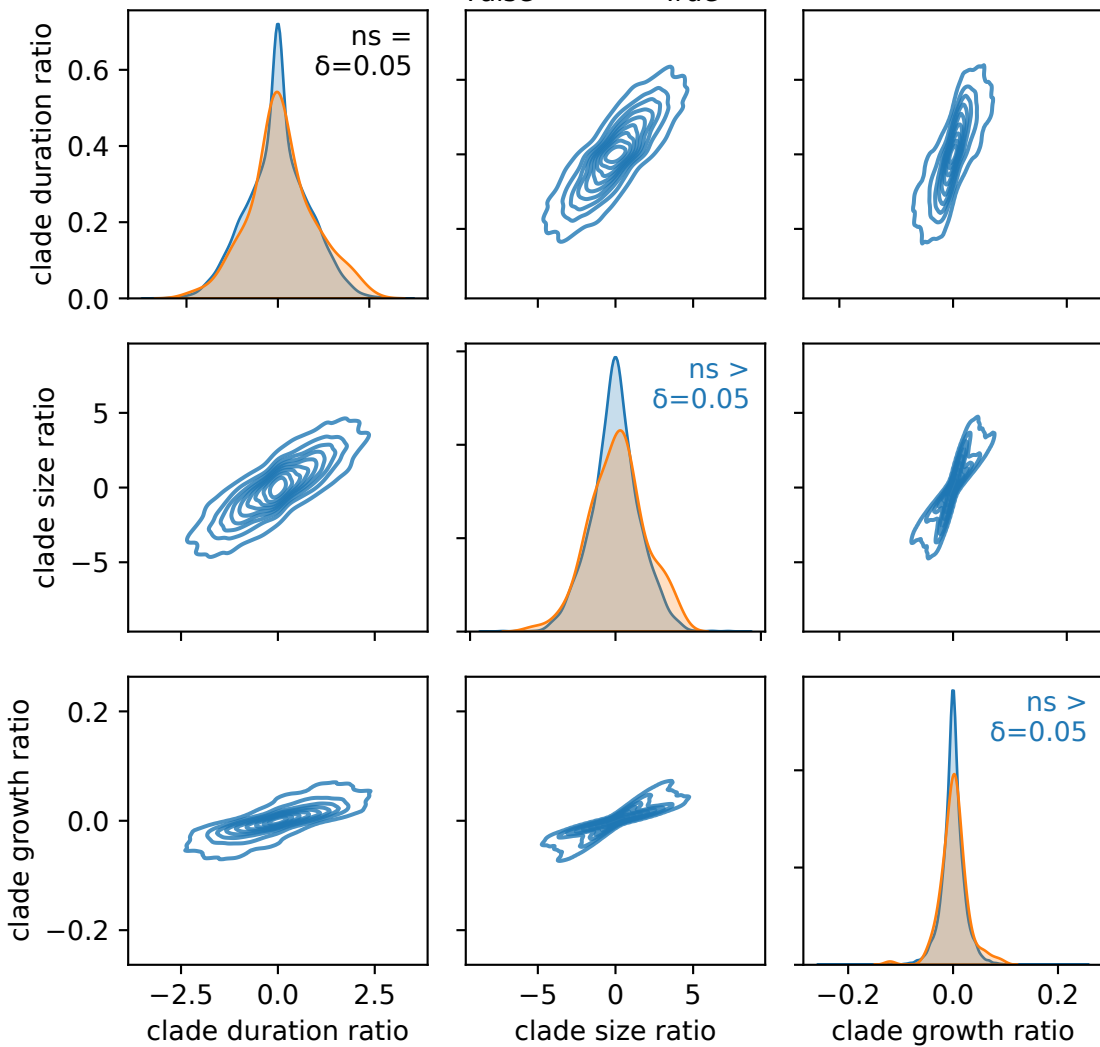 clade duration ratio
0.6
0.4
0.2
0.0
ns =
δ=0.05
clade size ratio
5
0
−5
ns >
δ=0.05
clade growth ratio
0.2
0.0
−0.2
ns >
δ=0.05
−2.5 0.0 2.5
−5 0 5
−0.2 0.0 0.2
clade duration ratio
clade size ratio
clade growth ratio